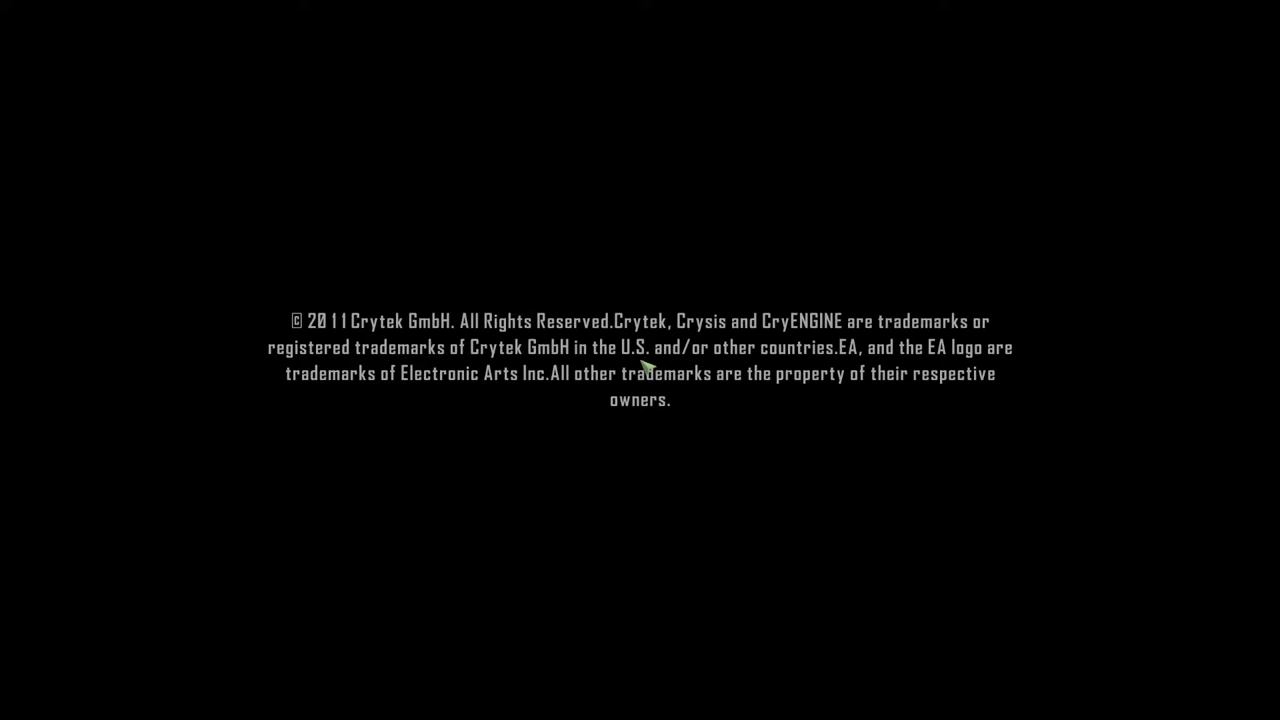 © 2011 Crytek GmbH. All Rights Reserved.Crytek, Crysis and CryENGINE are trademarks or
registered trademarks of Crytek GmbH in the U.S. and/or other countries.EA, and the EA logo are
trademarks of Electronic Arts Inc.All other trademarks are the property of their respective
owners.